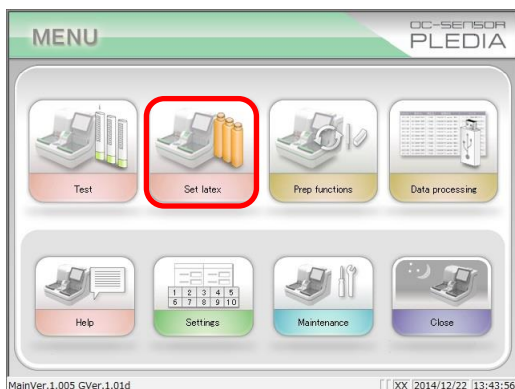 MENU
OC-SENSOR
PLEDIA
Test
Set latex
Prep functions
Data processing
1 2 3 4 5
6 7 8 9 10
Help
Settings
Maintenance
Close
MainVer.1.005 GVer.1.01d
XX 2014/12/22 13:43:56